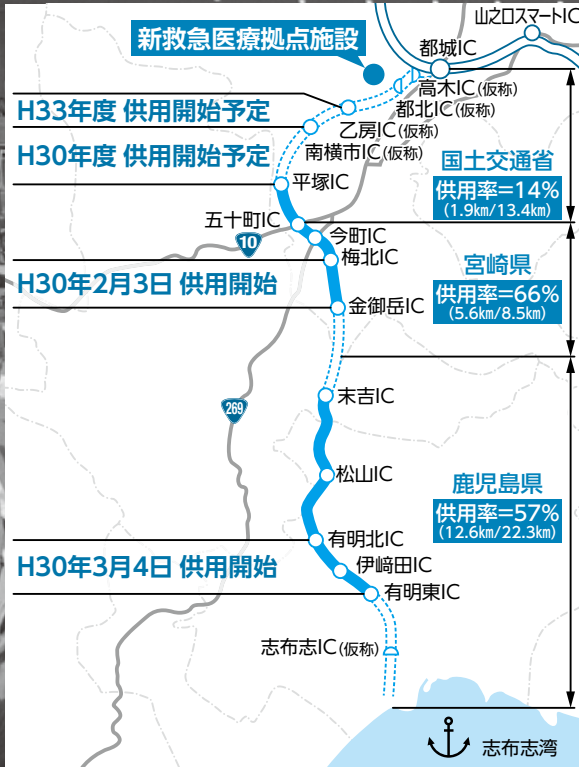 山之口スマートIC
都城IC
新救急医療拠点施設
高木IC(仮称)
都北IC(仮称)
H33年度 供用開始予定
乙房IC(仮称)
南横市IC(仮称)
H30年度 供用開始予定
国土交通省
供用率=14%
(1.9km/13.4km)
平塚IC
五十町IC
10
今町IC
梅北IC
宮崎県
供用率=66%
(5.6km/8.5km)
H30年2月3日 供用開始
金御岳IC
末吉IC
269
松山IC
鹿児島県
供用率=57%
(12.6km/22.3km)
有明北IC
H30年3月4日 供用開始
伊﨑田IC
有明東IC
志布志IC(仮称)
志布志湾